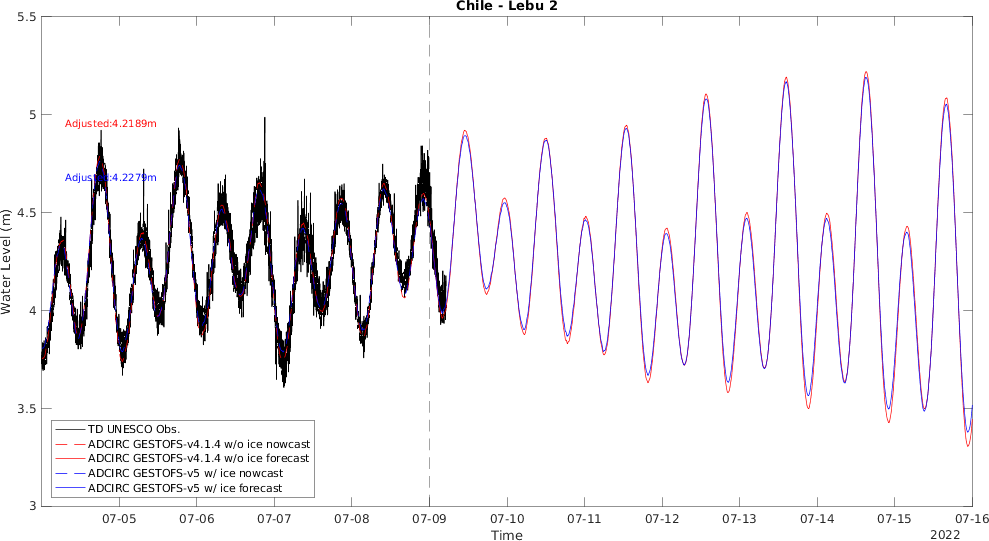 Chile - Lebu 2
5.5
5
4.5
4
3.5
3
Water Level (m)
Adjusted:4.2189m
Adjusted:4.2279m
TD UNESCO Obs.
ADCIRC GESTOFS-v4.1.4 w/o ice nowcast
ADCIRC GESTOFS-v4.1.4 w/o ice forecast
ADCIRC GESTOFS-v5 w/ ice nowcast
ADCIRC GESTOFS-v5 w/ ice forecast
07-05 07-06 07-07 07-08 07-09 07-10 07-11 07-12 07-13 07-14 07-15 07-16
Time
2022